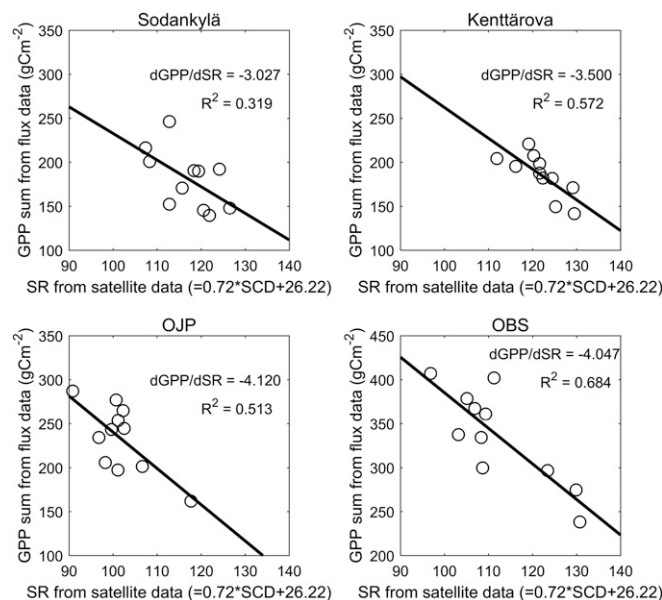 Sodankylä
GPP sum from flux data (gCm-2)
350
300
250
200
150
100
dGPP/dSR = -3.027
R2 = 0.319
90 100 110 120 130 140
SR from satellite data (=0.72*SCD+26.22)
Kenttärova
GPP sum from flux data (gCm-2)
350
300
250
200
150
100
dGPP/dSR = -3.500
R2 = 0.572
90 100 110 120 130 140
SR from satellite data (=0.72*SCD+26.22)
OJP
GPP sum from flux data (gCm-2)
350
300
250
200
150
100
dGPP/dSR = -4.120
R2 = 0.513
90 100 110 120 130 140
SR from satellite data (=0.72*SCD+26.22)
OBS
GPP sum from flux data (gCm-2)
450
400
350
300
250
200
dGPP/dSR = -4.047
R2 = 0.684
90 100 110 120 130 140
SR from satellite data (=0.72*SCD+26.22)